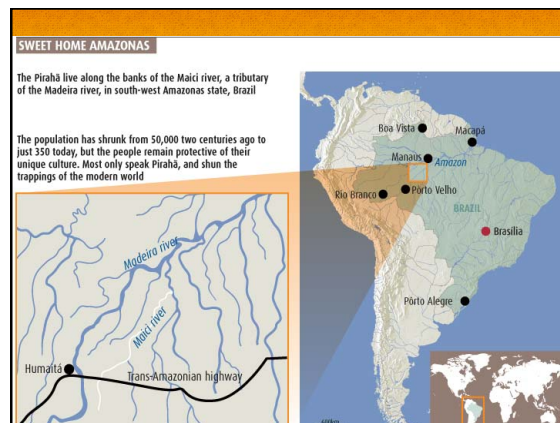 SWEET HOME AMAZONAS
The Pirahã live along the banks of the Maici river, a tributary
of the Madeira river, in south-west Amazonas state, Brazil
The population has shrunk from 50,000 two centuries ago to
just 350 today, but the people remain protective of their
unique culture. Most only speak Pirahã, and shun the
trappings of the modern world
Boa Vista
Macapá
Manaus
Amazon
Rio Branco
Pôrto Velho
BRAZIL
Brasília
Pôrto Alegre
Madeira river
Maici river
Humaitá
Trans-Amazonian highway